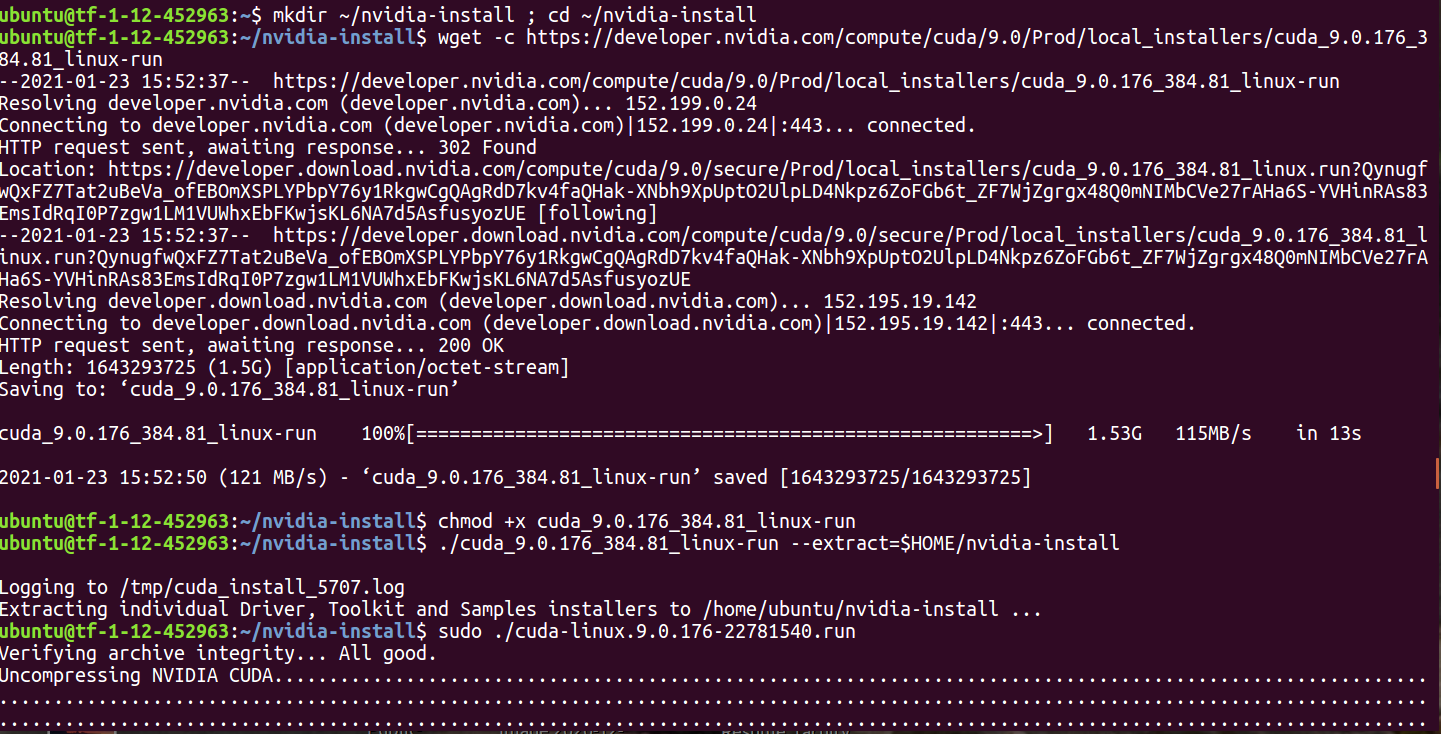 ubuntu@tf-1-12-452963:~$ mkdir ~/nvidia-install ; cd ~/nvidia-install
ubuntu@tf-1-12-452963:~/nvidia-install$ wget -c https://developer.nvidia.com/compute/cuda/9.0/Prod/local_installers/cuda_9.0.176_3
84.81_linux-run
--2021-01-23 15:52:37--  https://developer.nvidia.com/compute/cuda/9.0/Prod/local_installers/cuda_9.0.176_384.81_linux-run
Resolving developer.nvidia.com (developer.nvidia.com)... 152.199.0.24
Connecting to developer.nvidia.com (developer.nvidia.com)|152.199.0.24|:443... connected.
HTTP request sent, awaiting response... 302 Found
Location: https://developer.download.nvidia.com/compute/cuda/9.0/secure/Prod/local_installers/cuda_9.0.176_384.81_linux.run?Qynugf
wQxFZ7Tat2uBeVa_ofEBOmXSPLYPbpY76y1RkgwCgQAgRdD7kv4faQHak-XNbh9XpUptO2UlpLD4Nkpz6ZoFGb6t_ZF7WjZgrgx48Q0mNIMbCVe27rAHa6S-YVHinRAs83
EmsIdRqI0P7zgw1LM1VUWhxEbFKwjsKL6NA7d5AsfusyozUE [following]
--2021-01-23 15:52:37--  https://developer.download.nvidia.com/compute/cuda/9.0/secure/Prod/local_installers/cuda_9.0.176_384.81_l
inux.run?QynugfwQxFZ7Tat2uBeVa_ofEBOmXSPLYPbpY76y1RkgwCgQAgRdD7kv4faQHak-XNbh9XpUptO2UlpLD4Nkpz6ZoFGb6t_ZF7WjZgrgx48Q0mNIMbCVe27rA
Ha6S-YVHinRAs83EmsIdRqI0P7zgw1LM1VUWhxEbFKwjsKL6NA7d5AsfusyozUE
Resolving developer.download.nvidia.com (developer.download.nvidia.com)... 152.195.19.142
Connecting to developer.download.nvidia.com (developer.download.nvidia.com)|152.195.19.142|:443... connected.
HTTP request sent, awaiting response... 200 OK
Length: 1643293725 (1.5G) [application/octet-stream]
Saving to: ‘cuda_9.0.176_384.81_linux-run’
cuda_9.0.176_384.81_linux-run    100%[========================================================>]   1.53G   115MB/s    in 13s
2021-01-23 15:52:50 (121 MB/s) - ‘cuda_9.0.176_384.81_linux-run’ saved [1643293725/1643293725]
ubuntu@tf-1-12-452963:~/nvidia-install$ chmod +x cuda_9.0.176_384.81_linux-run
ubuntu@tf-1-12-452963:~/nvidia-install$ ./cuda_9.0.176_384.81_linux-run --extract=$HOME/nvidia-install
Logging to /tmp/cuda_install_5707.log
Extracting individual Driver, Toolkit and Samples installers to /home/ubuntu/nvidia-install ...
ubuntu@tf-1-12-452963:~/nvidia-install$ sudo ./cuda-linux.9.0.176-22781540.run
Verifying archive integrity... All good.
Uncompressing NVIDIA CUDA.........................................................................................................
..................................................................................................................................
..................................................................................................................................